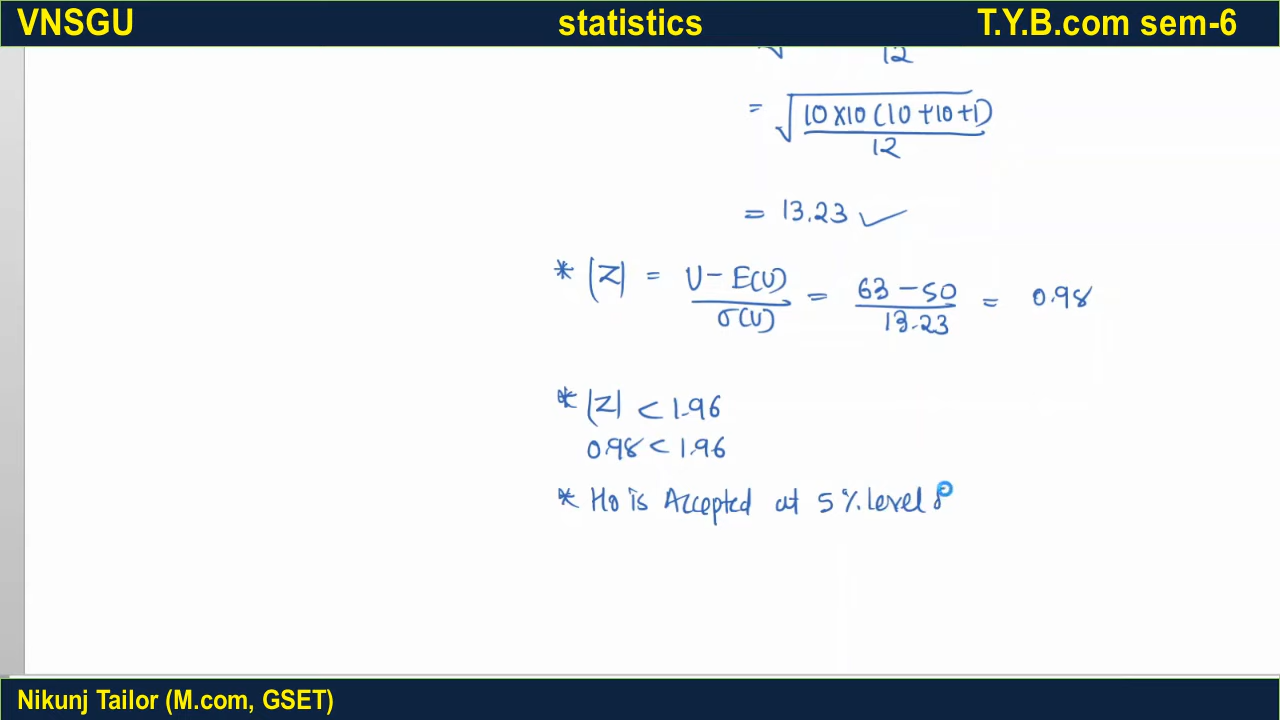 VNSGU statistics T.Y.B.com sem-6
12
= √10×10 (10+10+1)
12
= 13.23 ✓
* |Z| = U - E(U) / σ(U) = 63 - 50 / 13.23 = 0.98
* |Z| < 1.96
0.98 < 1.96
* H0 is Accepted at 5% level
Nikunj Tailor (M.com, GSET)